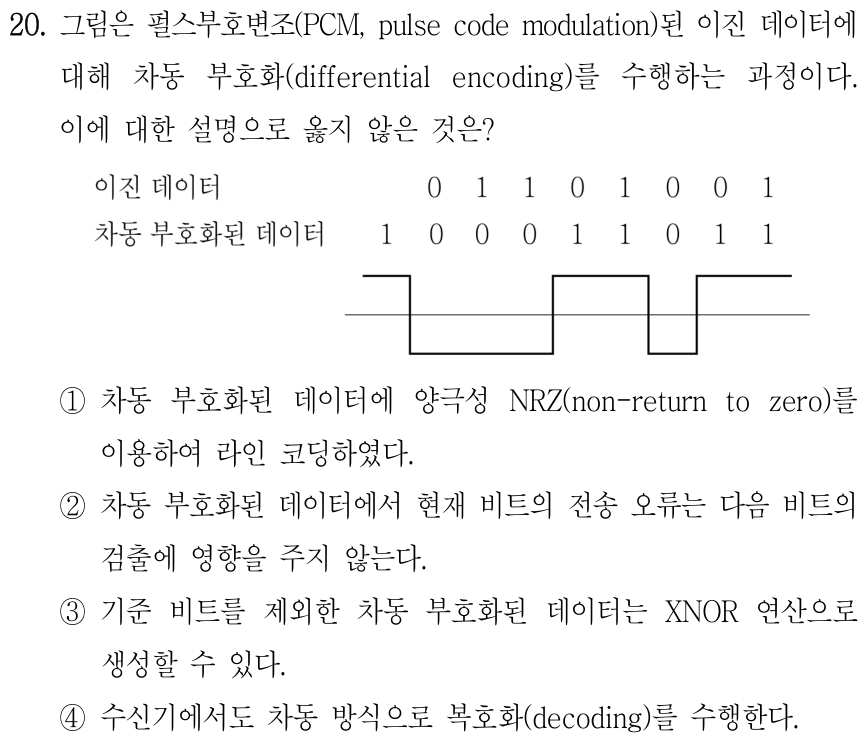 20. 그림은 펄스부호변조(PCM, pulse code modulation)된 이진 데이터에
대해 차동 부호화(differential encoding)를 수행하는 과정이다.
이에 대한 설명으로 옳지 않은 것은?
이진 데이터 0 1 1 0 1 0 0 1
차동 부호화된 데이터 1 0 0 0 1 1 0 1 1
① 차동 부호화된 데이터에 양극성 NRZ(non-return to zero)를
이용하여 라인 코딩하였다.
② 차동 부호화된 데이터에서 현재 비트의 전송 오류는 다음 비트의
검출에 영향을 주지 않는다.
③ 기준 비트를 제외한 차동 부호화된 데이터는 XNOR 연산으로
생성할 수 있다.
④ 수신기에서도 차동 방식으로 복호화(decoding)를 수행한다.